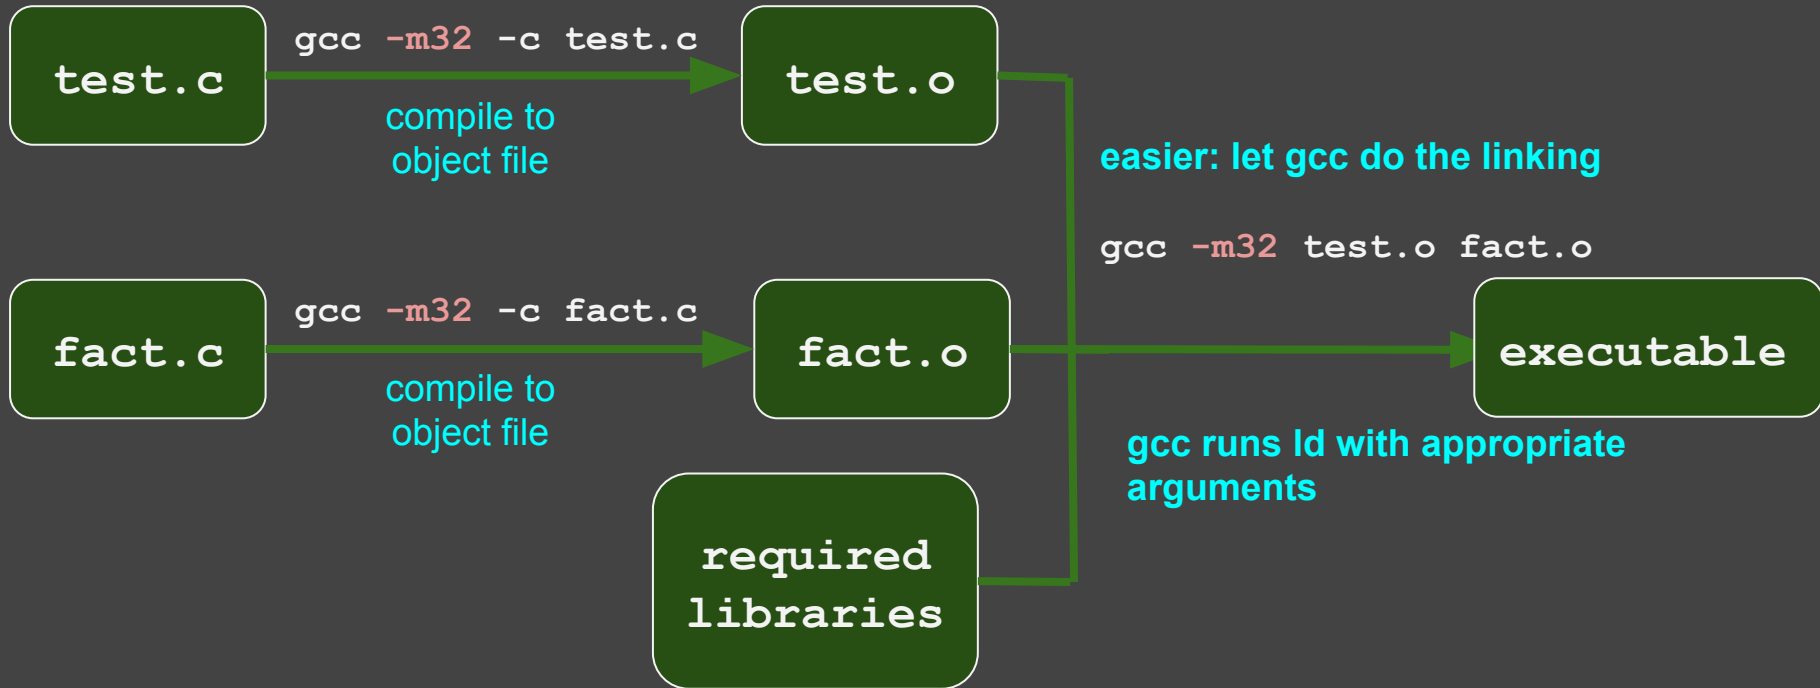 gcc -m32 -c test.c
test.c
test.o
compile to
object file
easier: let gcc do the linking
gcc -m32 test.o fact.o
gcc -m32 -c fact.c
fact.c
fact.o
executable
compile to
object file
gcc runs ld with appropriate
arguments
required
libraries